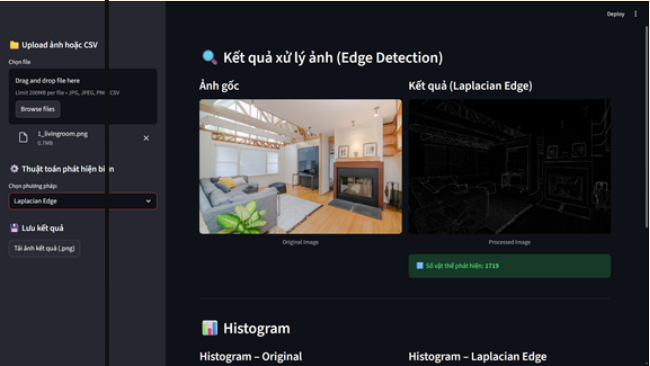 Deploy
Upload ảnh hoặc CSV
Chọn file
Drag and drop file here
Limit 200MB per file • JPG, JPEG, PNG, CSV
Browse files
1_livingroom.png
0.7MB
Thuật toán phát hiện biên
Chọn phương pháp:
Laplacian Edge
Lưu kết quả
Tải ảnh kết quả (.png)
Kết quả xử lý ảnh (Edge Detection)
Ảnh gốc
Kết quả (Laplacian Edge)
Original Image
Processed Image
Số vật thể phát hiện: 1719
Histogram
Histogram – Original
Histogram – Laplacian Edge